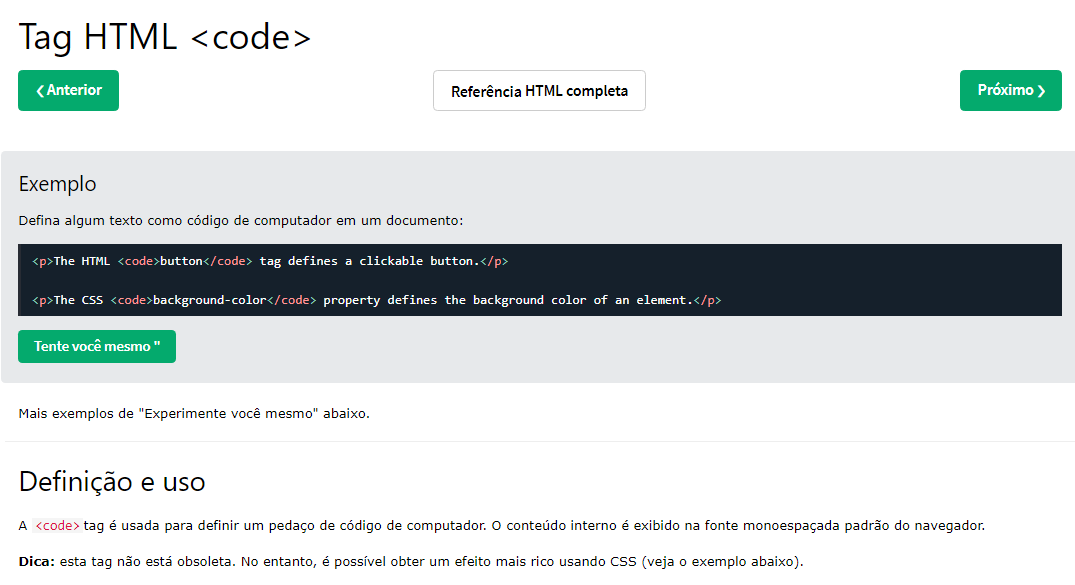 Tag HTML <code>
❮ Anterior
Referência HTML completa
Próximo ❯
Exemplo
Defina algum texto como código de computador em um documento:
<p>The HTML <code>button</code> tag defines a clickable button.</p>
<p>The CSS <code>background-color</code> property defines the background color of an element.</p>
Tente você mesmo "
Mais exemplos de "Experimente você mesmo" abaixo.
Definição e uso
A <code> tag é usada para definir um pedaço de código de computador. O conteúdo interno é exibido na fonte monoespaçada padrão do navegador.
Dica: esta tag não está obsoleta. No entanto, é possível obter um efeito mais rico usando CSS (veja o exemplo abaixo).